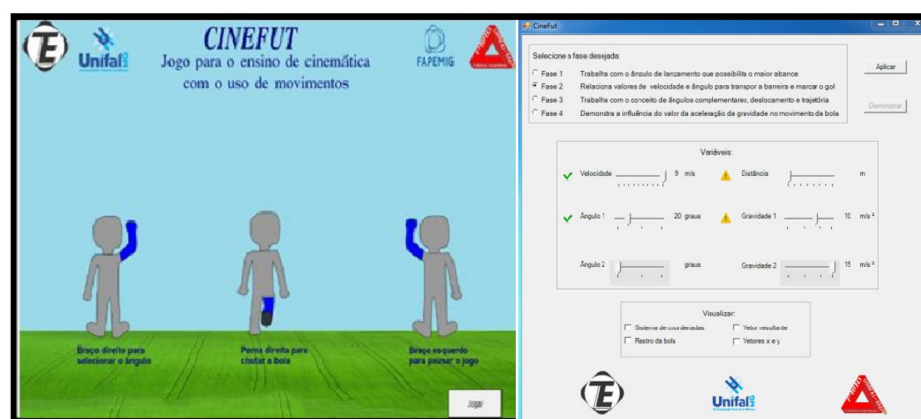 CINEFUT
Jogo para o ensino de cinemática
com o uso de movimentos
TE
Unifal
FAPEMIG
Braço direito para
selecionar o ângulo
Perna direita para
chutar a bola
Braço esquerdo
para pausar o jogo
Jogar
CineFut
Selecione a fase desejada:
Fase 1 Trabalha com o ângulo de lançamento que possibilita o maior alcance
Fase 2 Relaciona valores de velocidade e ângulo para transpor a barreira e marcar o gol
Fase 3 Trabalha com o conceito de ângulos complementares, deslocamento e trajetória
Fase 4 Demonstra a influência do valor da aceleração da gravidade no movimento da bola
Aplicar
Demonstrar
Variáveis:
Velocidade 9 m/s Distância m
Ângulo 1 20 graus Gravidade 1 10 m/s²
Ângulo 2 graus Gravidade 2 15 m/s²
Visualizar:
Sistema de coordenadas Vetor resultante
Rastro da bola Vetores x e y
TE
Unifal